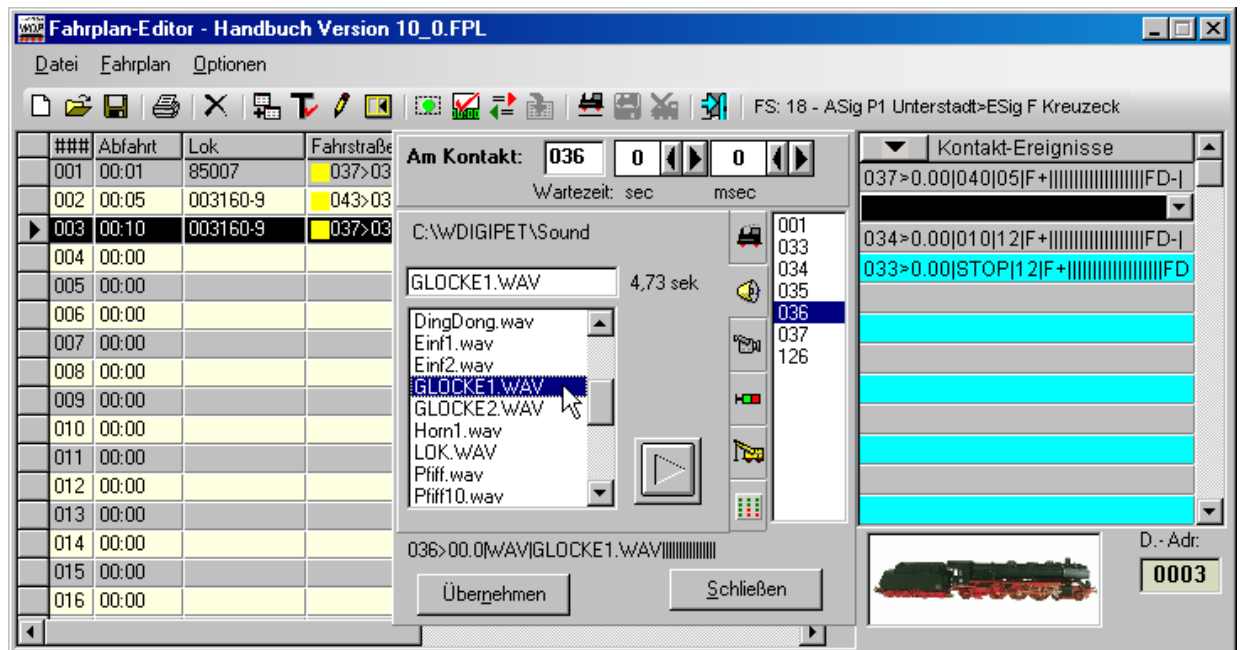 Fahrplan-Editor - Handbuch Version 10_0.FPL
Datei Fahrplan Optionen
FS: 18 - ASig P1 Unterstadt>ESig F Kreuzeck
### Abfahrt Lok Fahrstraße
001 00:01 85007 037>03
002 00:05 003160-9 043>03
003 00:10 003160-9 037>03
004 00:00
005 00:00
006 00:00
007 00:00
008 00:00
009 00:00
010 00:00
011 00:00
012 00:00
013 00:00
014 00:00
015 00:00
016 00:00
Am Kontakt: 036 0 0
Wartezeit: sec msec
C:\WDIGIPET\Sound
GLOCKE1.WAV 4,73 sek
DingDong.wav
Einf1.wav
Einf2.wav
GLOCKE1.WAV
GLOCKE2.WAV
Horn1.wav
LOK.WAV
Pfiff.wav
Pfiff10.wav
001
033
034
035
036
037
126
036>00.0|WAV|GLOCKE1.WAV||||||||||||||||
Übernehmen Schließen
Kontakt-Ereignisse
037>0.00|040|05|F+|||||||||||||||||||FD-|
034>0.00|010|12|F+|||||||||||||||||||FD-|
033>0.00|STOP|12|F+|||||||||||||||||||FD
D.- Adr:
0003